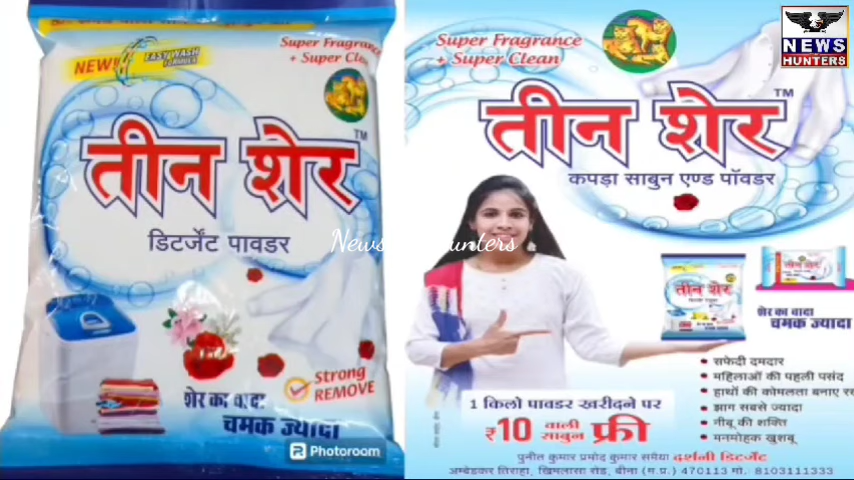 NEW!
EASY WASH
FORMULA
Super Fragrance
+ Super Clean
तीन शेर
TM
डिटर्जेंट पावडर
Strong
REMOVE
शेर का वादा
चमक ज्यादा
Photoroom
News Hunters
Super Fragrance
+ Super Clean
तीन शेर
TM
कपड़ा साबुन एण्ड पॉवडर
तीन शेर
तीन शेर
शेर का वादा
चमक ज्यादा
सफेदी दमदार
महिलाओं की पहली पसंद
हाथों की कोमलता बनाए
झाग सबसे ज्यादा
नीबू की शक्ति
मनमोहक खुशबू
1 किलो पावडर खरीदने पर
₹10 वाली साबुन फ्री
पुनीत कुमार प्रमोद कुमार समैया दर्शनी डिटर्जेंट
अम्बेडकर तिराहा, खिमलासा रोड, बीना (म.प्र.) 470113 मो. 8103111333
NEWS
HUNTERS